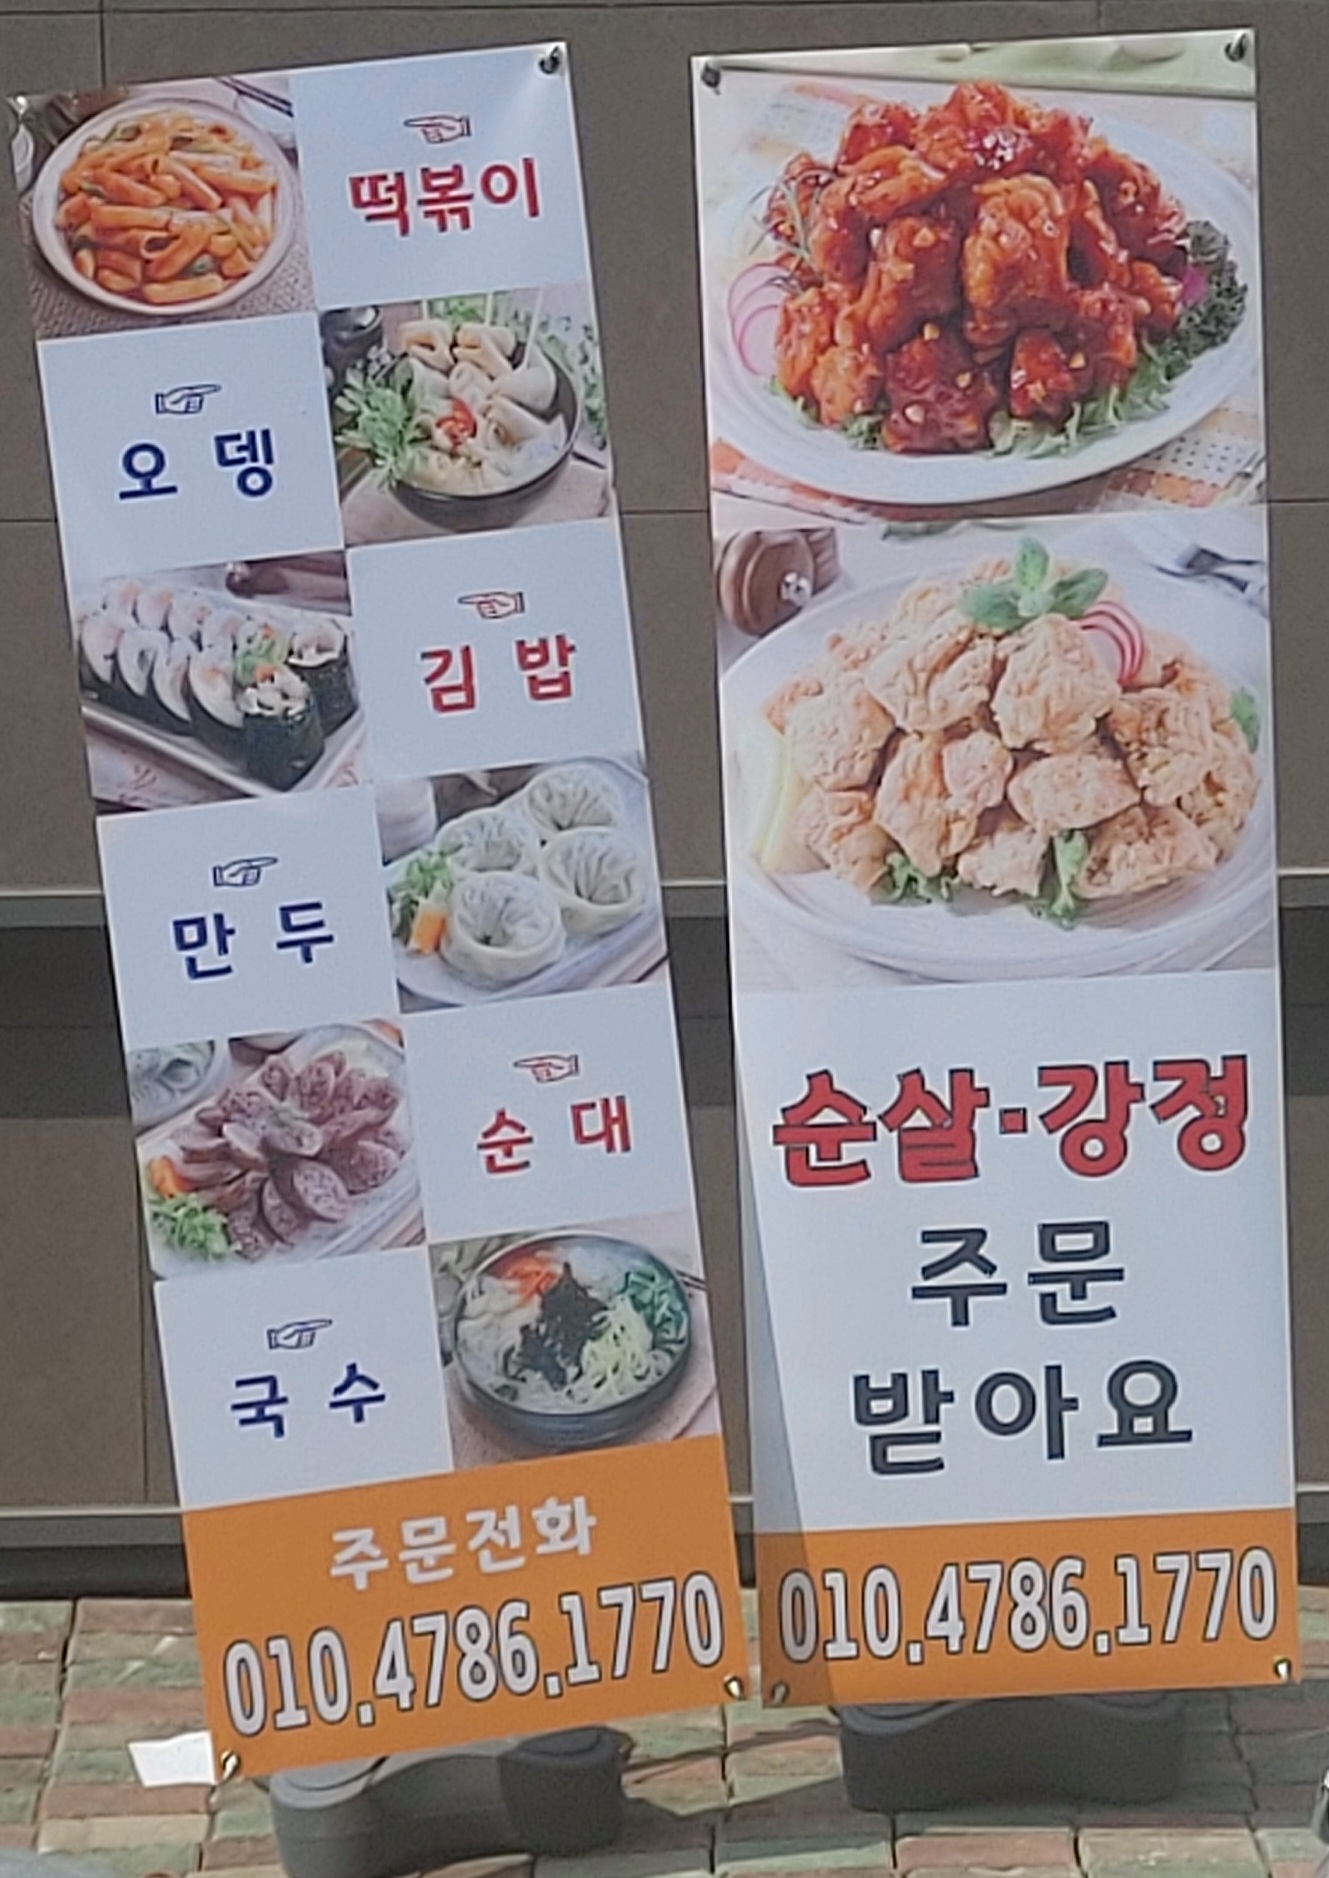 떡볶이
오 뎅
김 밥
만 두
순 대
국 수
주문전화
010.4786.1770
순살·강정
주문
받아요
010.4786.1770